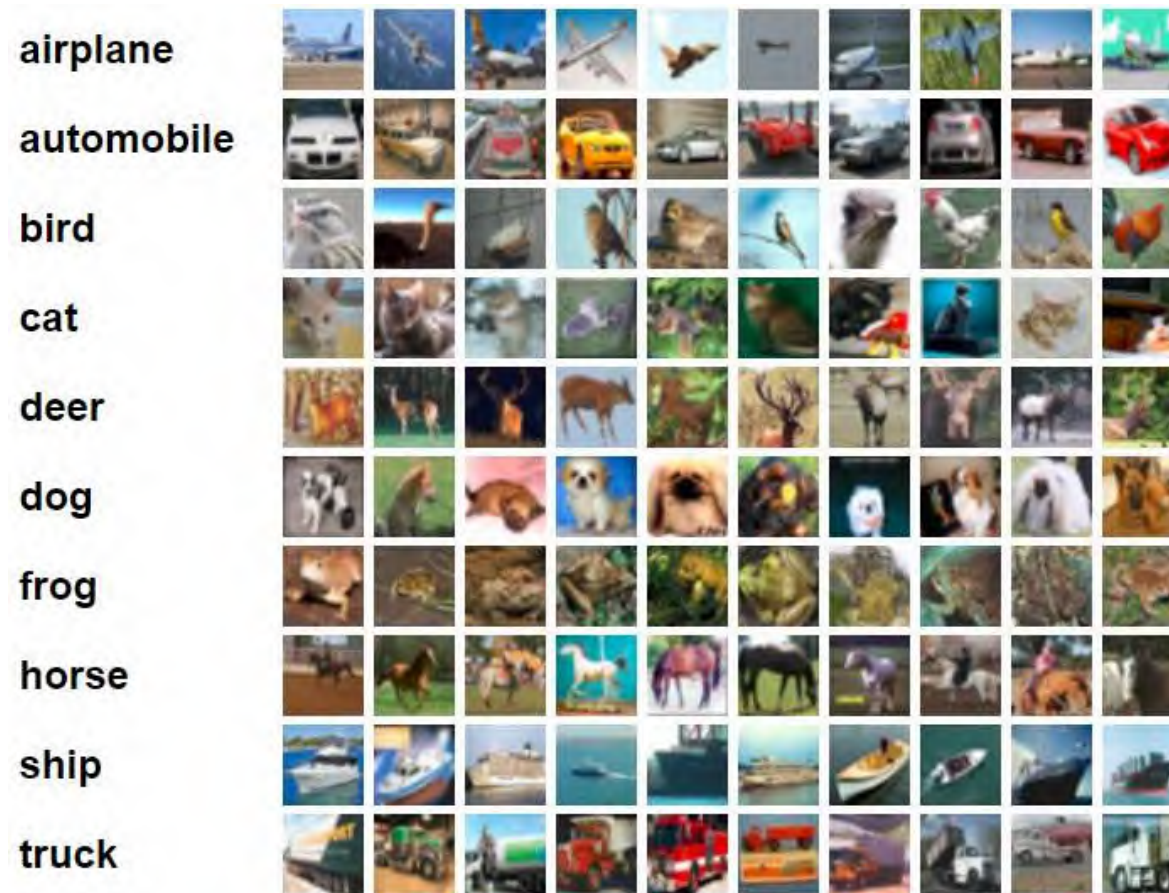 airplane
automobile
bird
cat
deer
dog
frog
horse
ship
truck